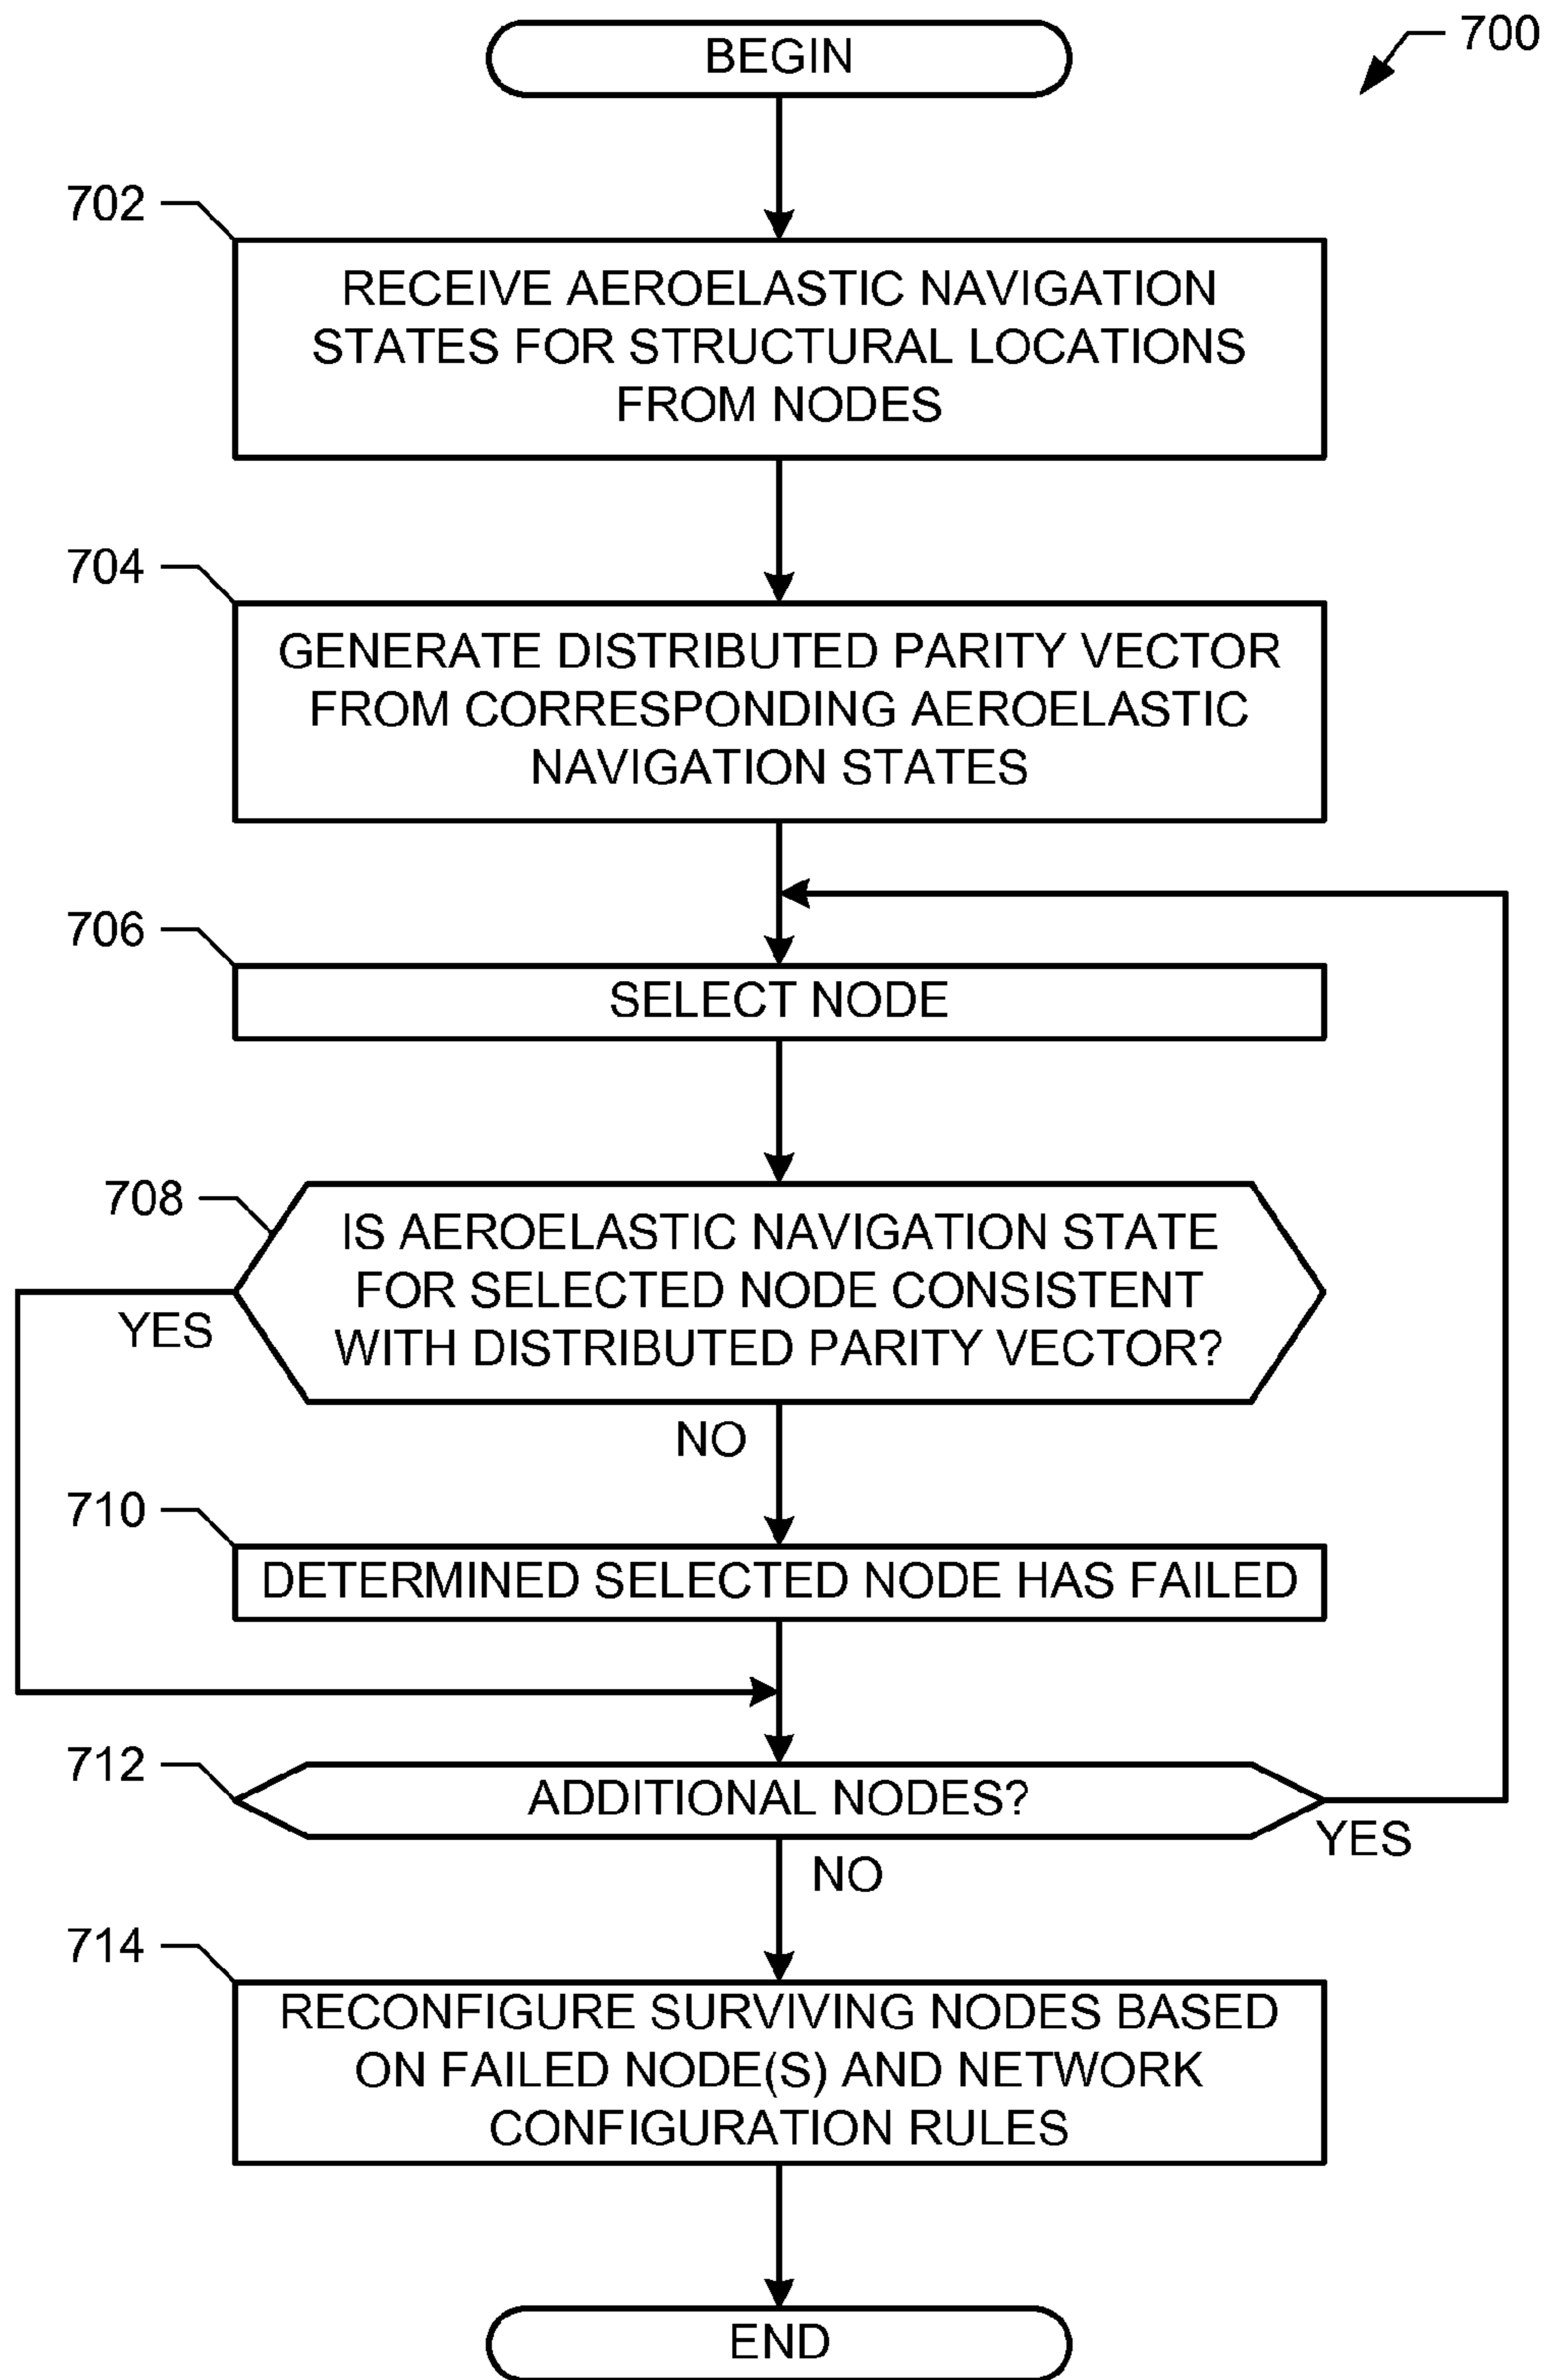 BEGIN
700
702
RECEIVE AEROELASTIC NAVIGATION
STATES FOR STRUCTURAL LOCATIONS
FROM NODES
704
GENERATE DISTRIBUTED PARITY VECTOR
FROM CORRESPONDING AEROELASTIC
NAVIGATION STATES
706
SELECT NODE
708
IS AEROELASTIC NAVIGATION STATE
FOR SELECTED NODE CONSISTENT
WITH DISTRIBUTED PARITY VECTOR?
YES
NO
710
DETERMINED SELECTED NODE HAS FAILED
712
ADDITIONAL NODES?
YES
NO
714
RECONFIGURE SURVIVING NODES BASED
ON FAILED NODE(S) AND NETWORK
CONFIGURATION RULES
END